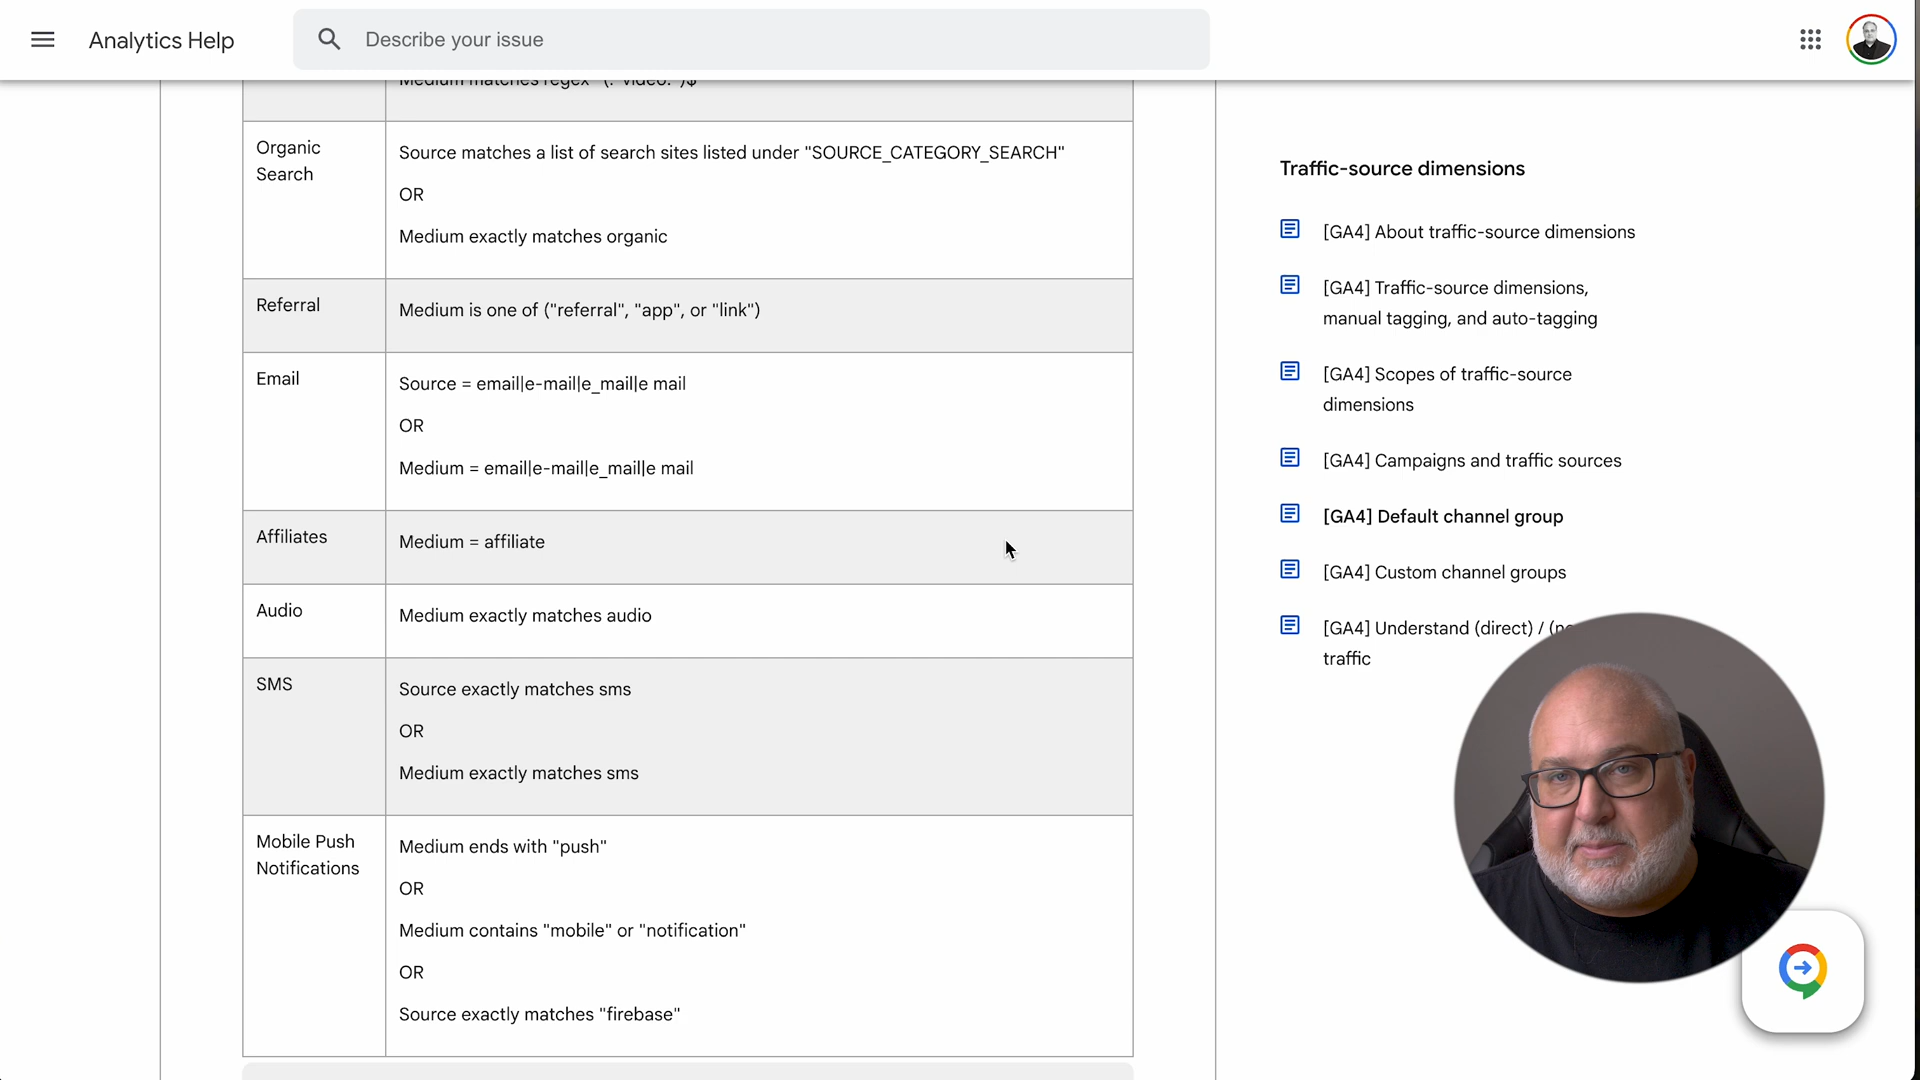 Analytics Help
Describe your issue
Medium matches regex
Organic
Search
Source matches a list of search sites listed under "SOURCE_CATEGORY_SEARCH"
OR
Medium exactly matches organic
Referral
Medium is one of ("referral", "app", or "link")
Email
Source = email|e-mail|e_mail|e mail
OR
Medium = email|e-mail|e_mail|e mail
Affiliates
Medium = affiliate
Audio
Medium exactly matches audio
SMS
Source exactly matches sms
OR
Medium exactly matches sms
Mobile Push
Notifications
Medium ends with "push"
OR
Medium contains "mobile" or "notification"
OR
Source exactly matches "firebase"
Traffic-source dimensions
[GA4] About traffic-source dimensions
[GA4] Traffic-source dimensions,
manual tagging, and auto-tagging
[GA4] Scopes of traffic-source
dimensions
[GA4] Campaigns and traffic sources
[GA4] Default channel group
[GA4] Custom channel groups
[GA4] Understand (direct) /
traffic